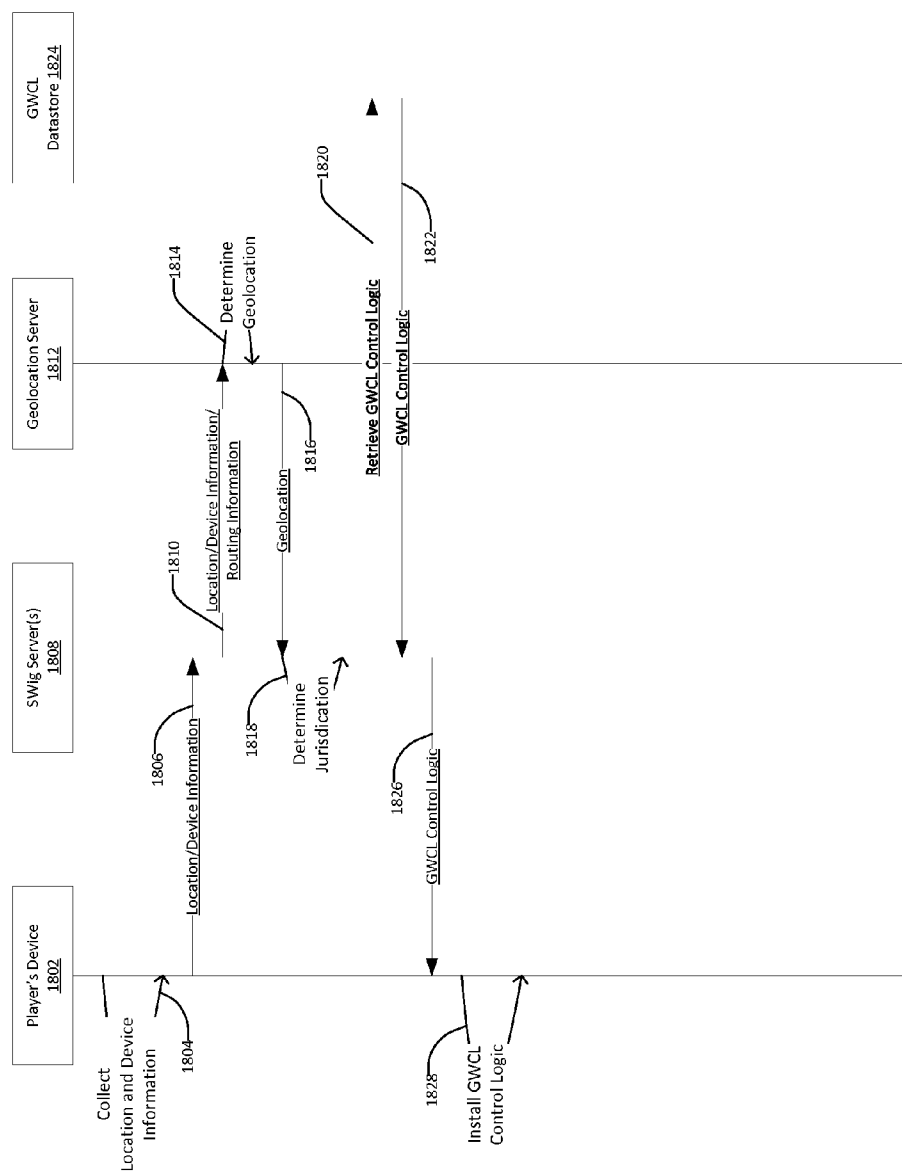 Player's Device
1802
SWig Server(s)
1808
Geolocation Server
1812
GWCL
Datastore 1824
Collect
Location and Device
Information
1804
1806
Location/Device Information
1810
Location/Device Information/
Routing Information
1814
Determine
Geolocation
1816
Geolocation
1818
Determine
Jurisdication
1820
Retrieve GWCL Control Logic
GWCL Control Logic
1822
1826
GWCL Control Logic
1828
Install GWCL
Control Logic